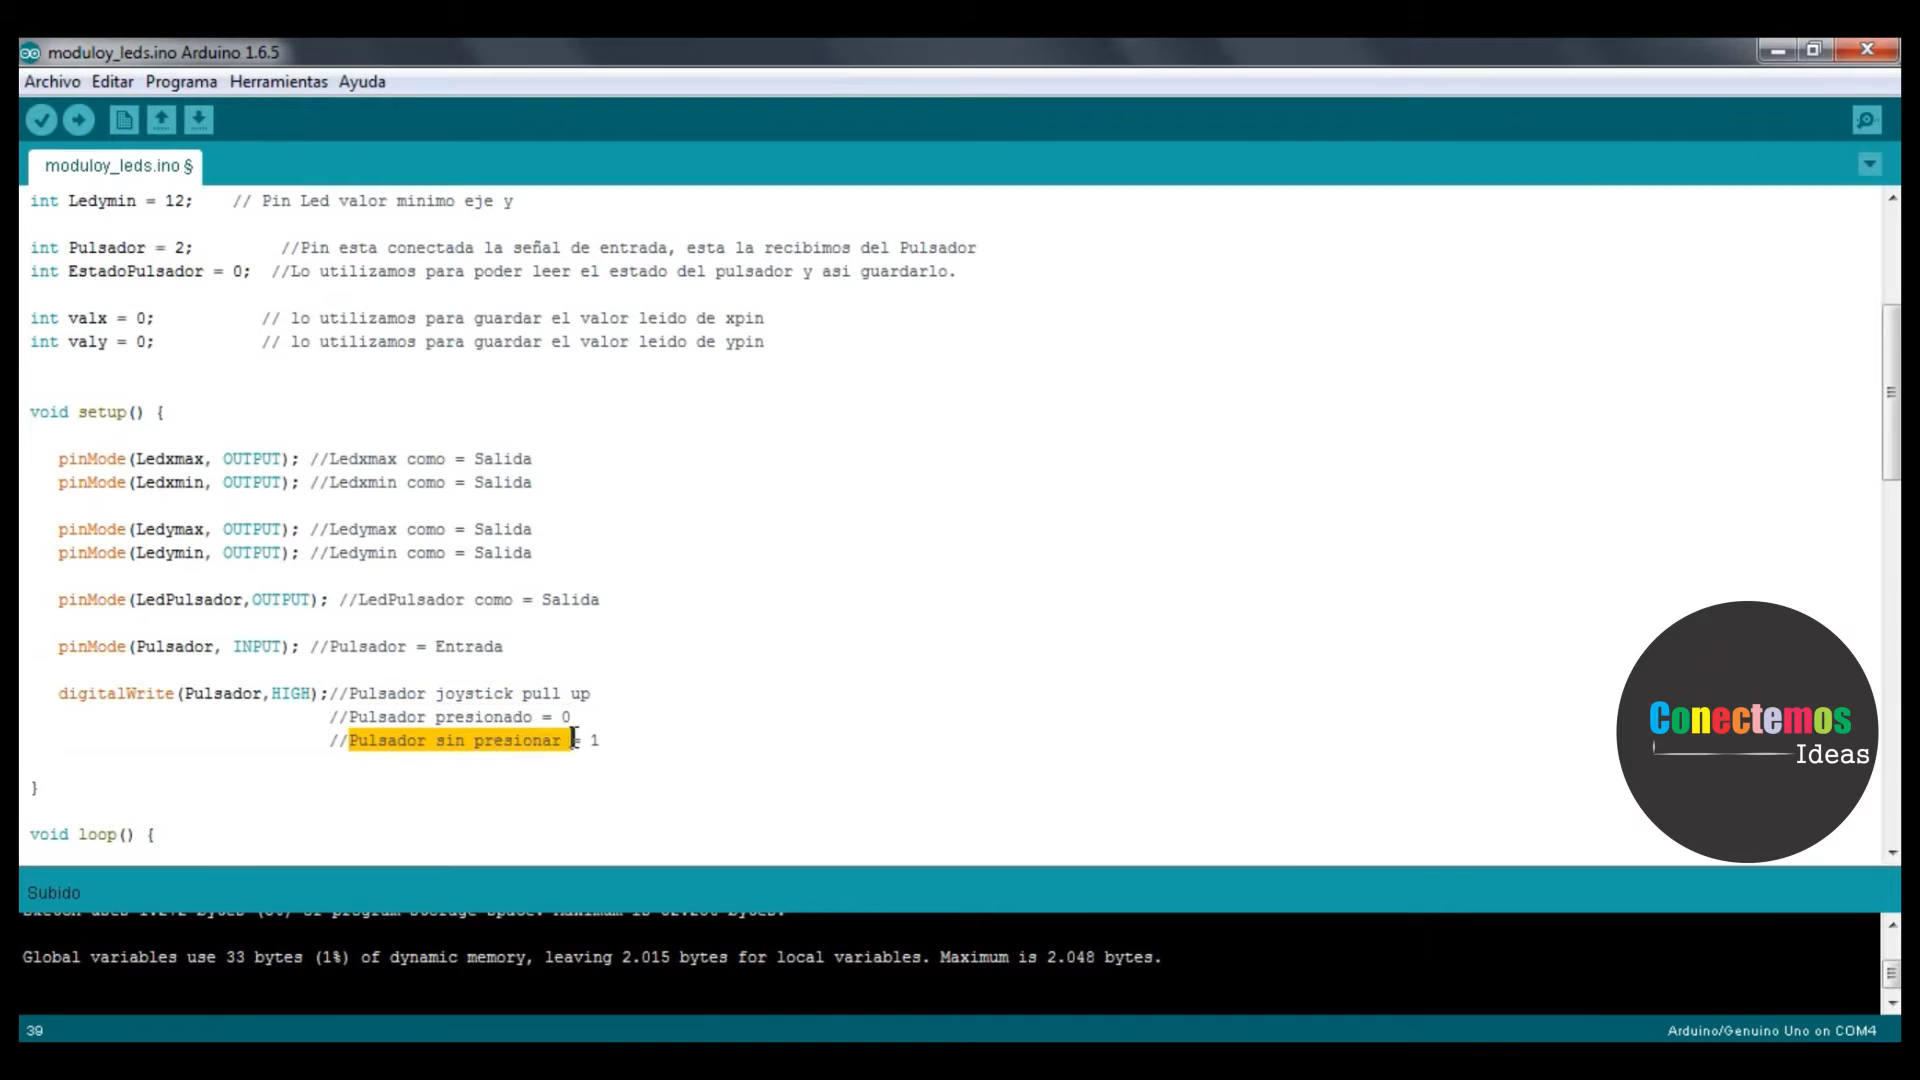 moduloy_leds.ino Arduino 1.6.5
Archivo Editar Programa Herramientas Ayuda
moduloy_leds.ino §
int Ledymin = 12;    // Pin Led valor minimo eje y
int Pulsador = 2;         //Pin esta conectada la señal de entrada, esta la recibimos del Pulsador
int EstadoPulsador = 0;  //Lo utilizamos para poder leer el estado del pulsador y asi guardarlo.
int valx = 0;           // lo utilizamos para guardar el valor leido de xpin
int valy = 0;           // lo utilizamos para guardar el valor leido de ypin
void setup() {
pinMode(Ledxmax, OUTPUT); //Ledxmax como = Salida
pinMode(Ledxmin, OUTPUT); //Ledxmin como = Salida
pinMode(Ledymax, OUTPUT); //Ledymax como = Salida
pinMode(Ledymin, OUTPUT); //Ledymin como = Salida
pinMode(LedPulsador,OUTPUT); //LedPulsador como = Salida
pinMode(Pulsador, INPUT); //Pulsador = Entrada
digitalWrite(Pulsador,HIGH);//Pulsador joystick pull up
//Pulsador presionado = 0
//Pulsador sin presionar = 1
}
void loop() {
Conectemos
Ideas
Subido
Global variables use 33 bytes (1%) of dynamic memory, leaving 2.015 bytes for local variables. Maximum is 2.048 bytes.
39
Arduino/Genuino Uno on COM4